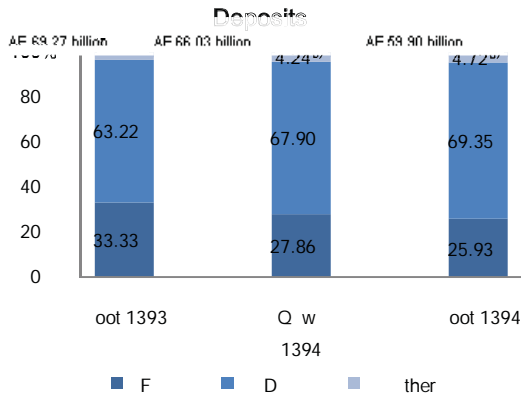 Deposits
AF 69.27 billion AF 66.03 billion AF 59.90 billion
100%
4.24% 4.72%
80
63.22 67.90 69.35
60
40
20
33.33 27.86 25.93
0
oot 1393 Q w oot 1394
1394
F D ther